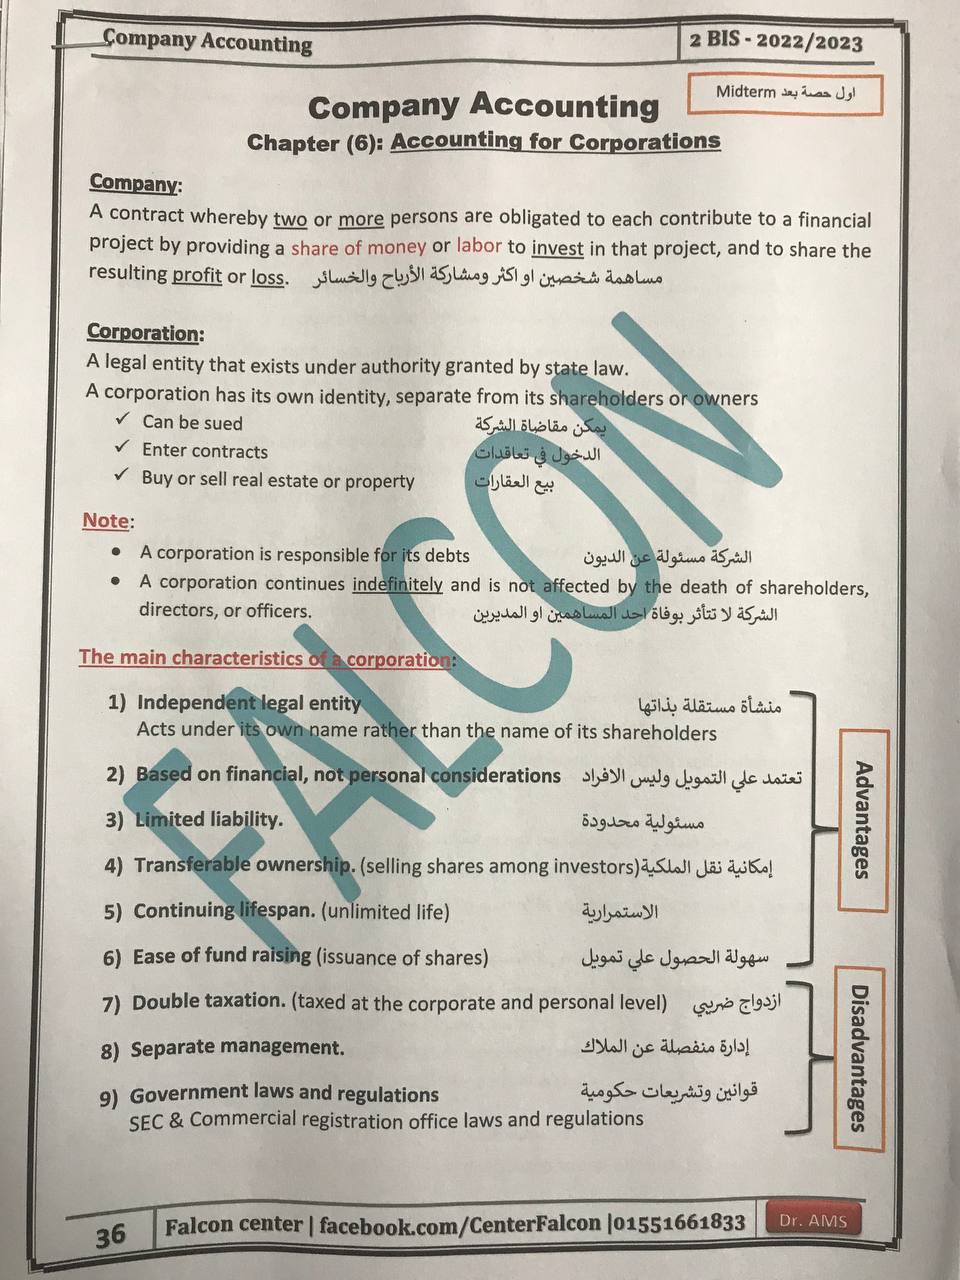 Company Accounting
2 BIS - 2022/2023
اول حصة بعد Midterm
Company Accounting
Chapter (6): Accounting for Corporations
Company:
A contract whereby two or more persons are obligated to each contribute to a financial
project by providing a share of money or labor to invest in that project, and to share the
resulting profit or loss. مساهمة شخصين او اكثر ومشاركة الأرباح والخسائر
Corporation:
A legal entity that exists under authority granted by state law.
A corporation has its own identity, separate from its shareholders or owners
✓ Can be sued يمكن مقاضاة الشركة
✓ Enter contracts الدخول في تعاقدات
✓ Buy or sell real estate or property بيع العقارات
Note:
• A corporation is responsible for its debts الشركة مسئولة عن الديون
• A corporation continues indefinitely and is not affected by the death of shareholders,
directors, or officers. الشركة لا تتأثر بوفاة احد المساهمين او المديرين
The main characteristics of a corporation:
1) Independent legal entity منشأة مستقلة بذاتها
Acts under its own name rather than the name of its shareholders
2) Based on financial, not personal considerations تعتمد علي التمويل وليس الافراد
3) Limited liability. مسئولية محدودة
4) Transferable ownership. (selling shares among investors) إمكانية نقل الملكية
5) Continuing lifespan. (unlimited life) الاستمرارية
6) Ease of fund raising (issuance of shares) سهولة الحصول علي تمويل
Advantages
7) Double taxation. (taxed at the corporate and personal level) ازدواج ضريبي
8) Separate management. إدارة منفصلة عن الملاك
9) Government laws and regulations قوانين وتشريعات حكومية
SEC & Commercial registration office laws and regulations
Disadvantages
FALCON
36
Falcon center | facebook.com/CenterFalcon |01551661833
Dr. AMS